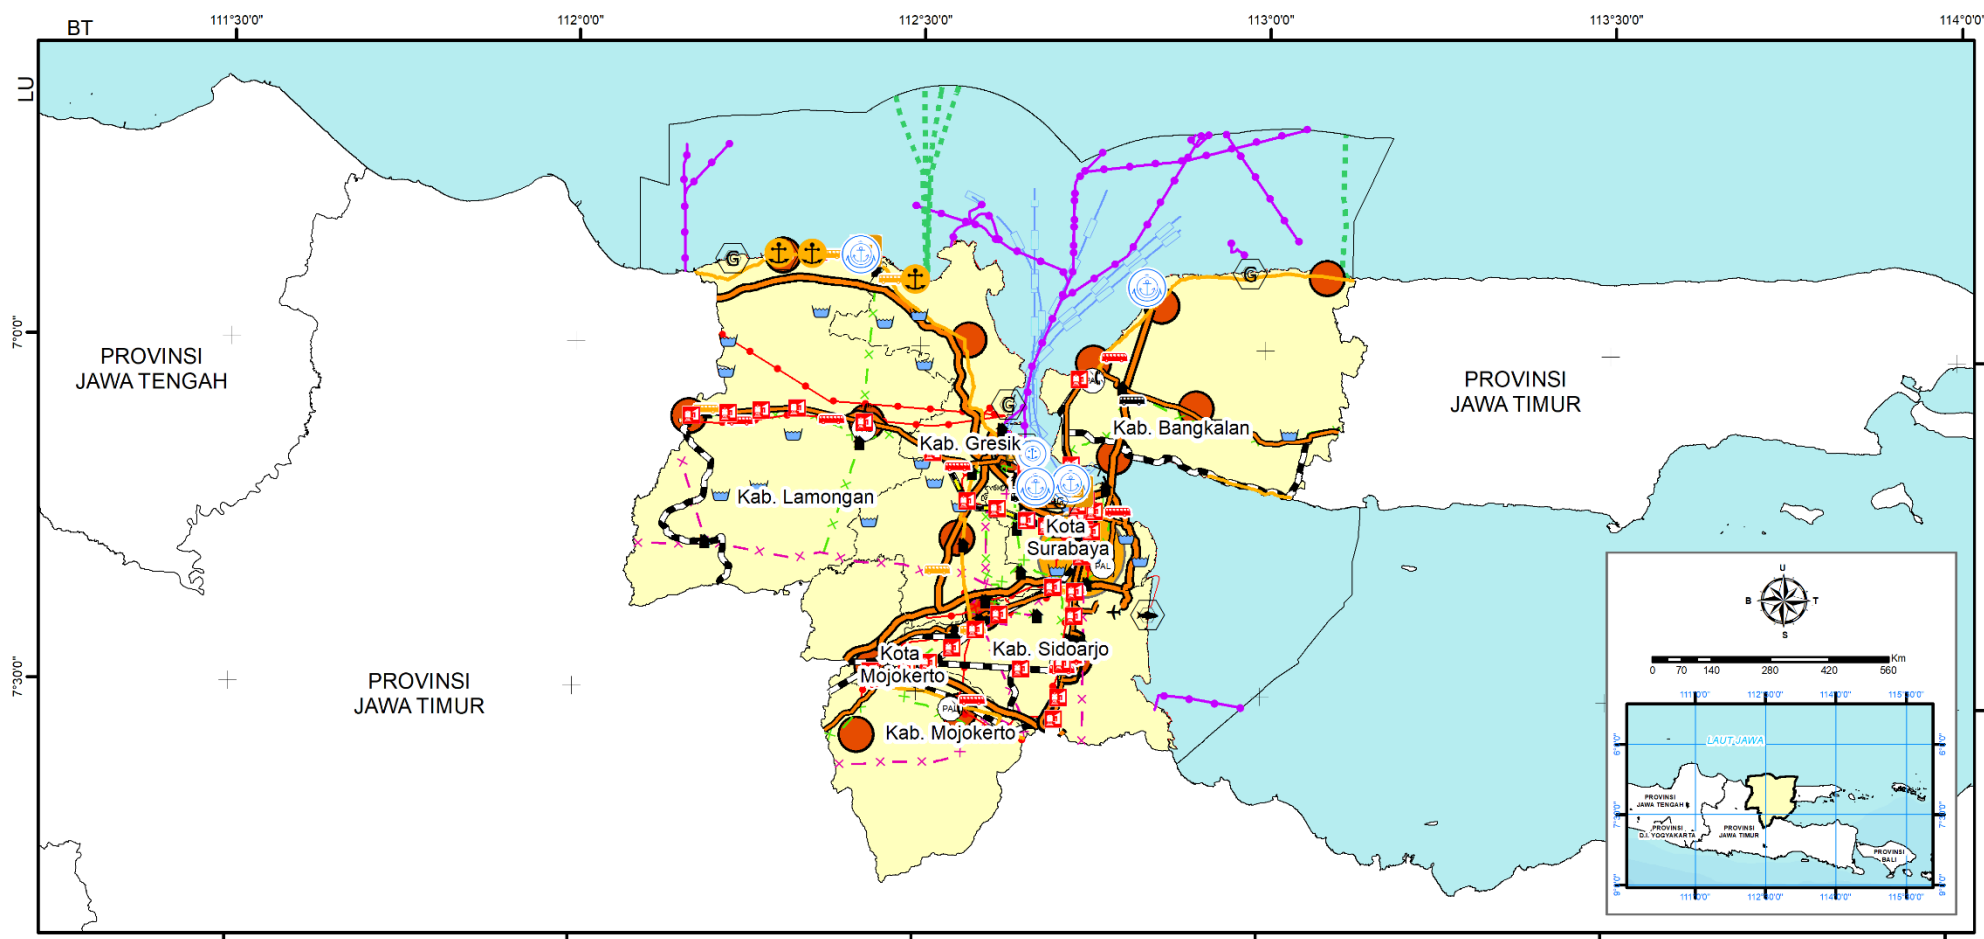 BT
111°30'0"
112°0'0"
112°30'0"
113°0'0"
113°30'0"
114°0'0"
LU
7°0'0"
7°30'0"
PROVINSI
JAWA TENGAH
PROVINSI
JAWA TIMUR
PROVINSI
JAWA TIMUR
G
G
G
Kab. Gresik
Kab. Bangkalan
Kab. Lamongan
Kota
Surabaya
PAL
Kab. Sidoarjo
Kota
Mojokerto
PAL
Kab. Mojokerto
U
B
T
S
0
70
140
280
420
560
Km
LAUT JAWA
PROVINSI
JAWA TENGAH
PROVINSI
D.I. YOGYAKARTA
PROVINSI
JAWA TIMUR
PROVINSI
BALI